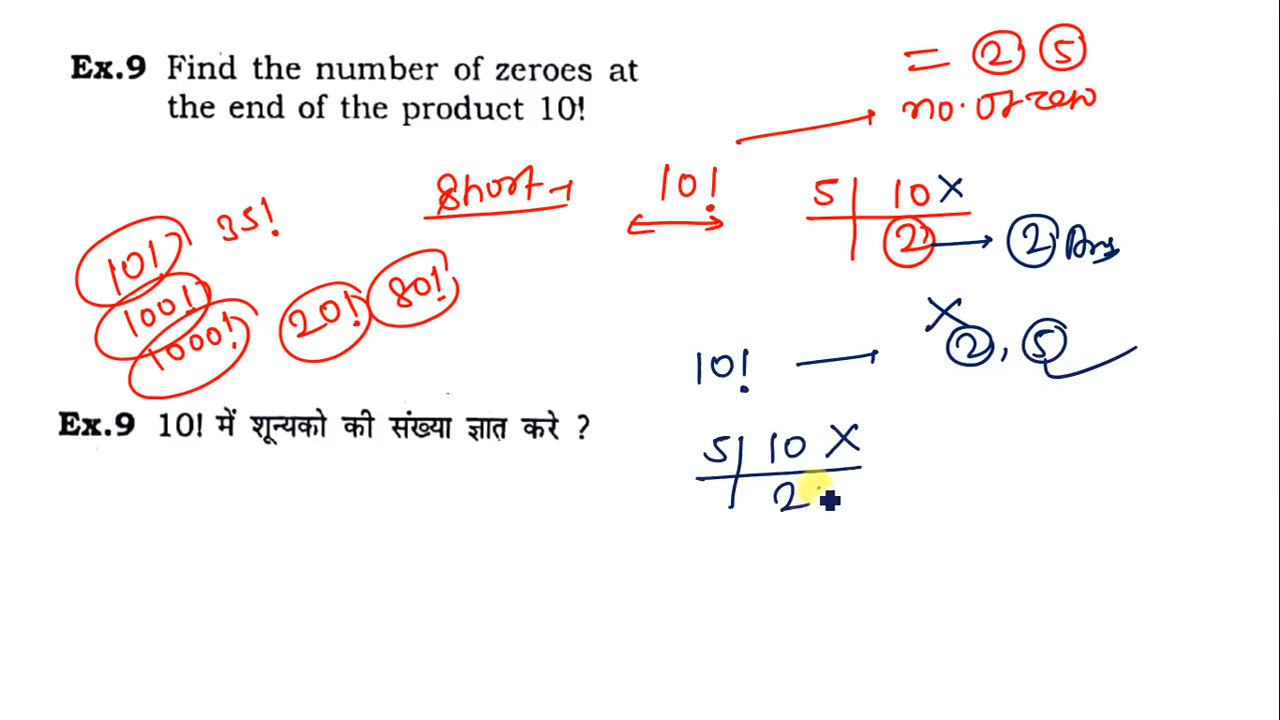 Ex.9 Find the number of zeroes at
the end of the product 10!
= 2 5
no. of zero
Short
10!
5 | 10 X
2 → 2 Ans
10!
35!
100!
1000!
20!
80!
10! → X 2, 5
Ex.9 10! में शून्यको की संख्या ज्ञात करे ?
5 | 10 X
2